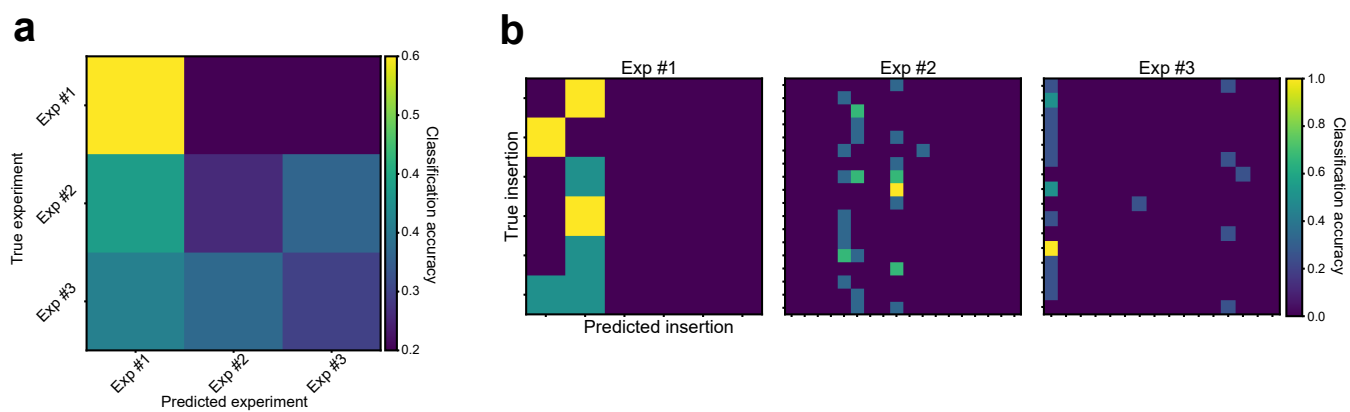 a
True experiment
Exp #1
Exp #2
Exp #3
Exp #1
Exp #2
Exp #3
Predicted experiment
0.6
0.5
0.4
0.4
0.3
0.2
Classification accuracy
b
Exp #1
Exp #2
Exp #3
True insertion
Predicted insertion
1.0
0.8
0.6
0.4
0.2
0.0
Classification accuracy